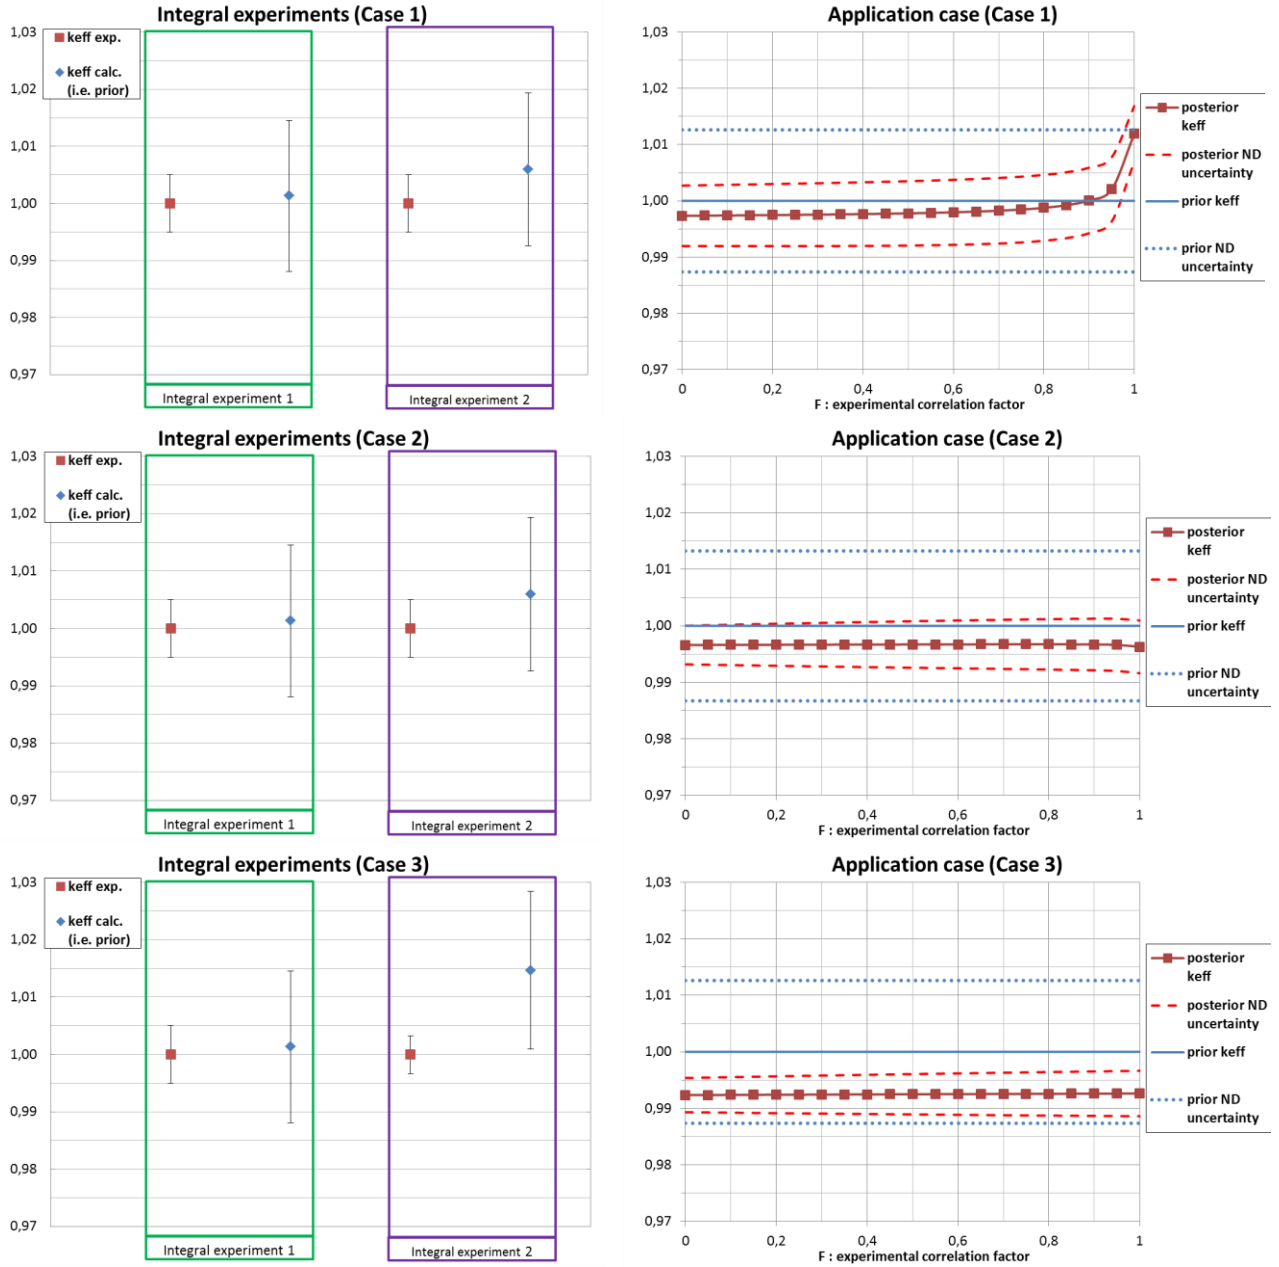 Integral experiments (Case 1)
1,03
1,02
1,01
1,00
0,99
0,98
0,97
keff exp.
keff calc.
(i.e. prior)
Integral experiment 1
Integral experiment 2
Application case (Case 1)
1,03
1,02
1,01
1,00
0,99
0,98
0,97
0
0,2
0,4
0,6
0,8
1
F : experimental correlation factor
posterior
keff
posterior ND
uncertainty
prior keff
prior ND
uncertainty
Integral experiments (Case 2)
1,03
1,02
1,01
1,00
0,99
0,98
0,97
keff exp.
keff calc.
(i.e. prior)
Integral experiment 1
Integral experiment 2
Application case (Case 2)
1,03
1,02
1,01
1,00
0,99
0,98
0,97
0
0,2
0,4
0,6
0,8
1
F : experimental correlation factor
posterior
keff
posterior ND
uncertainty
prior keff
prior ND
uncertainty
Integral experiments (Case 3)
1,03
1,02
1,01
1,00
0,99
0,98
0,97
keff exp.
keff calc.
(i.e. prior)
Integral experiment 1
Integral experiment 2
Application case (Case 3)
1,03
1,02
1,01
1,00
0,99
0,98
0,97
0
0,2
0,4
0,6
0,8
1
F : experimental correlation factor
posterior
keff
posterior ND
uncertainty
prior keff
prior ND
uncertainty